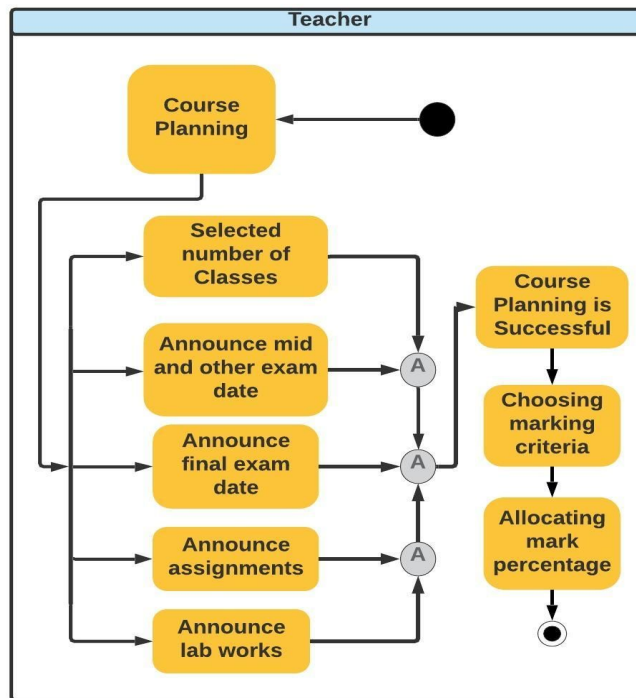 Teacher
Course
Planning
Selected
number of
Classes
Announce mid
and other exam
date
A
Announce
final exam
date
A
Announce
assignments
A
Announce
lab works
Course
Planning is
Successful
Choosing
marking
criteria
Allocating
mark
percentage